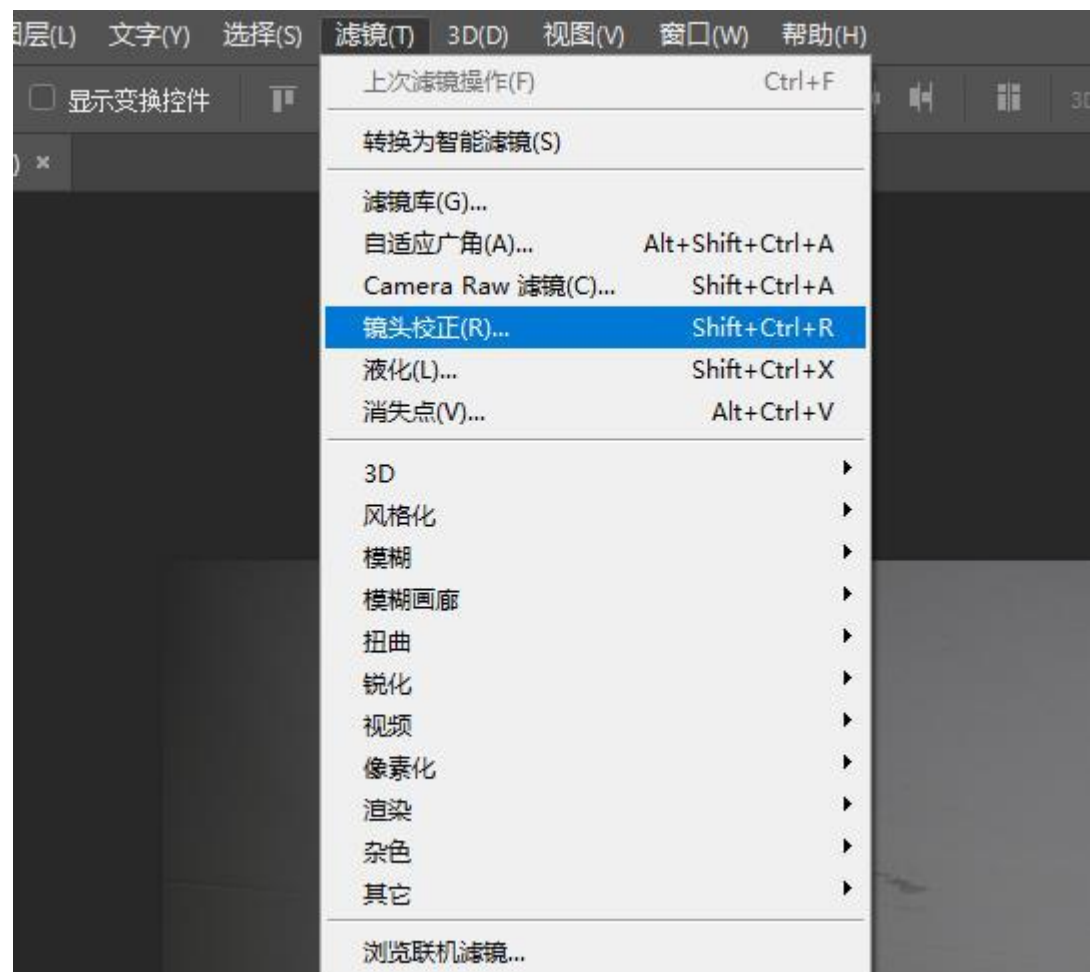 图层(L) 文字(Y) 选择(S) 滤镜(T) 3D(D) 视图(V) 窗口(W) 帮助(H)
显示变换控件 3D
上次滤镜操作(F) Ctrl+F
转换为智能滤镜(S)
滤镜库(G)...
自适应广角(A)... Alt+Shift+Ctrl+A
Camera Raw 滤镜(C)... Shift+Ctrl+A
镜头校正(R)... Shift+Ctrl+R
液化(L)... Shift+Ctrl+X
消失点(V)... Alt+Ctrl+V
3D
风格化
模糊
模糊画廊
扭曲
锐化
视频
像素化
渲染
杂色
其它
浏览联机滤镜...